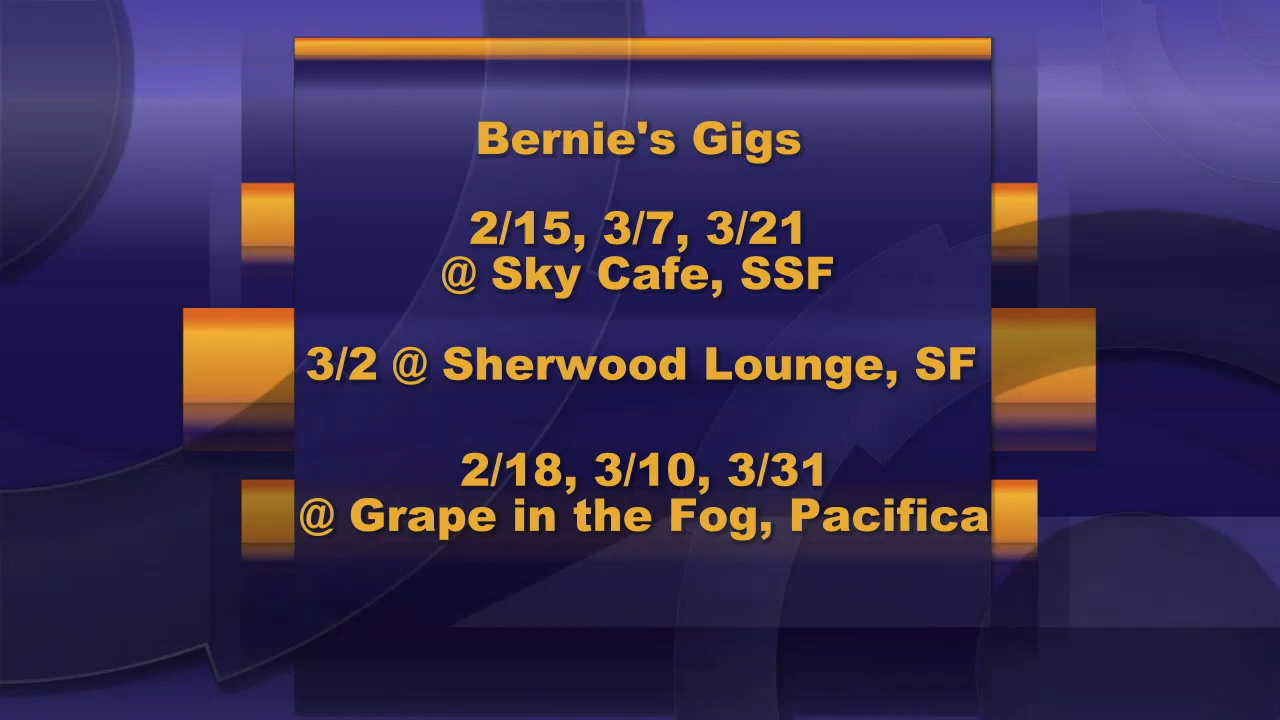 Bernie's Gigs
2/15, 3/7, 3/21
@ Sky Cafe, SSF
3/2 @ Sherwood Lounge, SF
2/18, 3/10, 3/31
@ Grape in the Fog, Pacifica